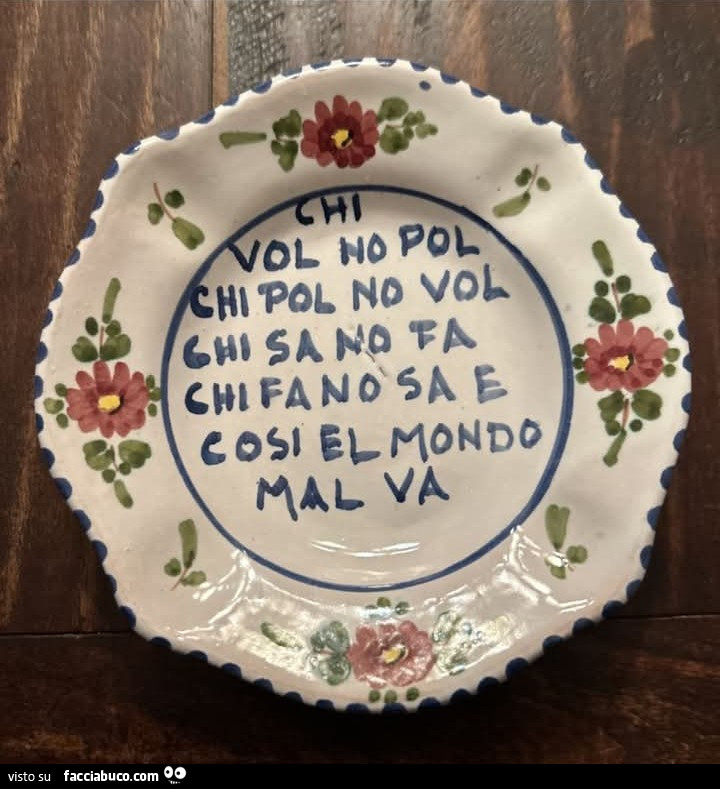 CHI
VOL NO POL
CHI POL NO VOL
CHI SA NO FA
CHI FA NO SA E
COSI EL MONDO
MAL VA
visto su facciabuco.com